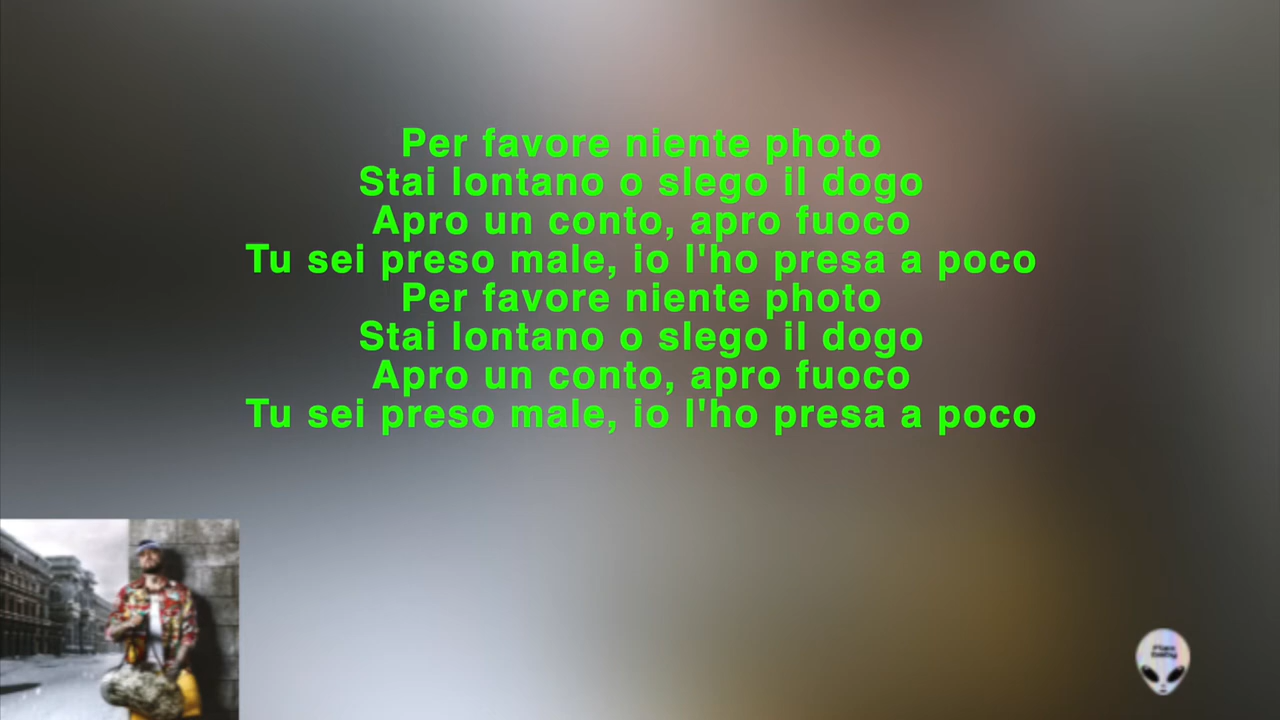 Per favore niente photo
Stai lontano o slego il dogo
Apro un conto, apro fuoco
Tu sei preso male, io l'ho presa a poco
Per favore niente photo
Stai lontano o slego il dogo
Apro un conto, apro fuoco
Tu sei preso male, io l'ho presa a poco